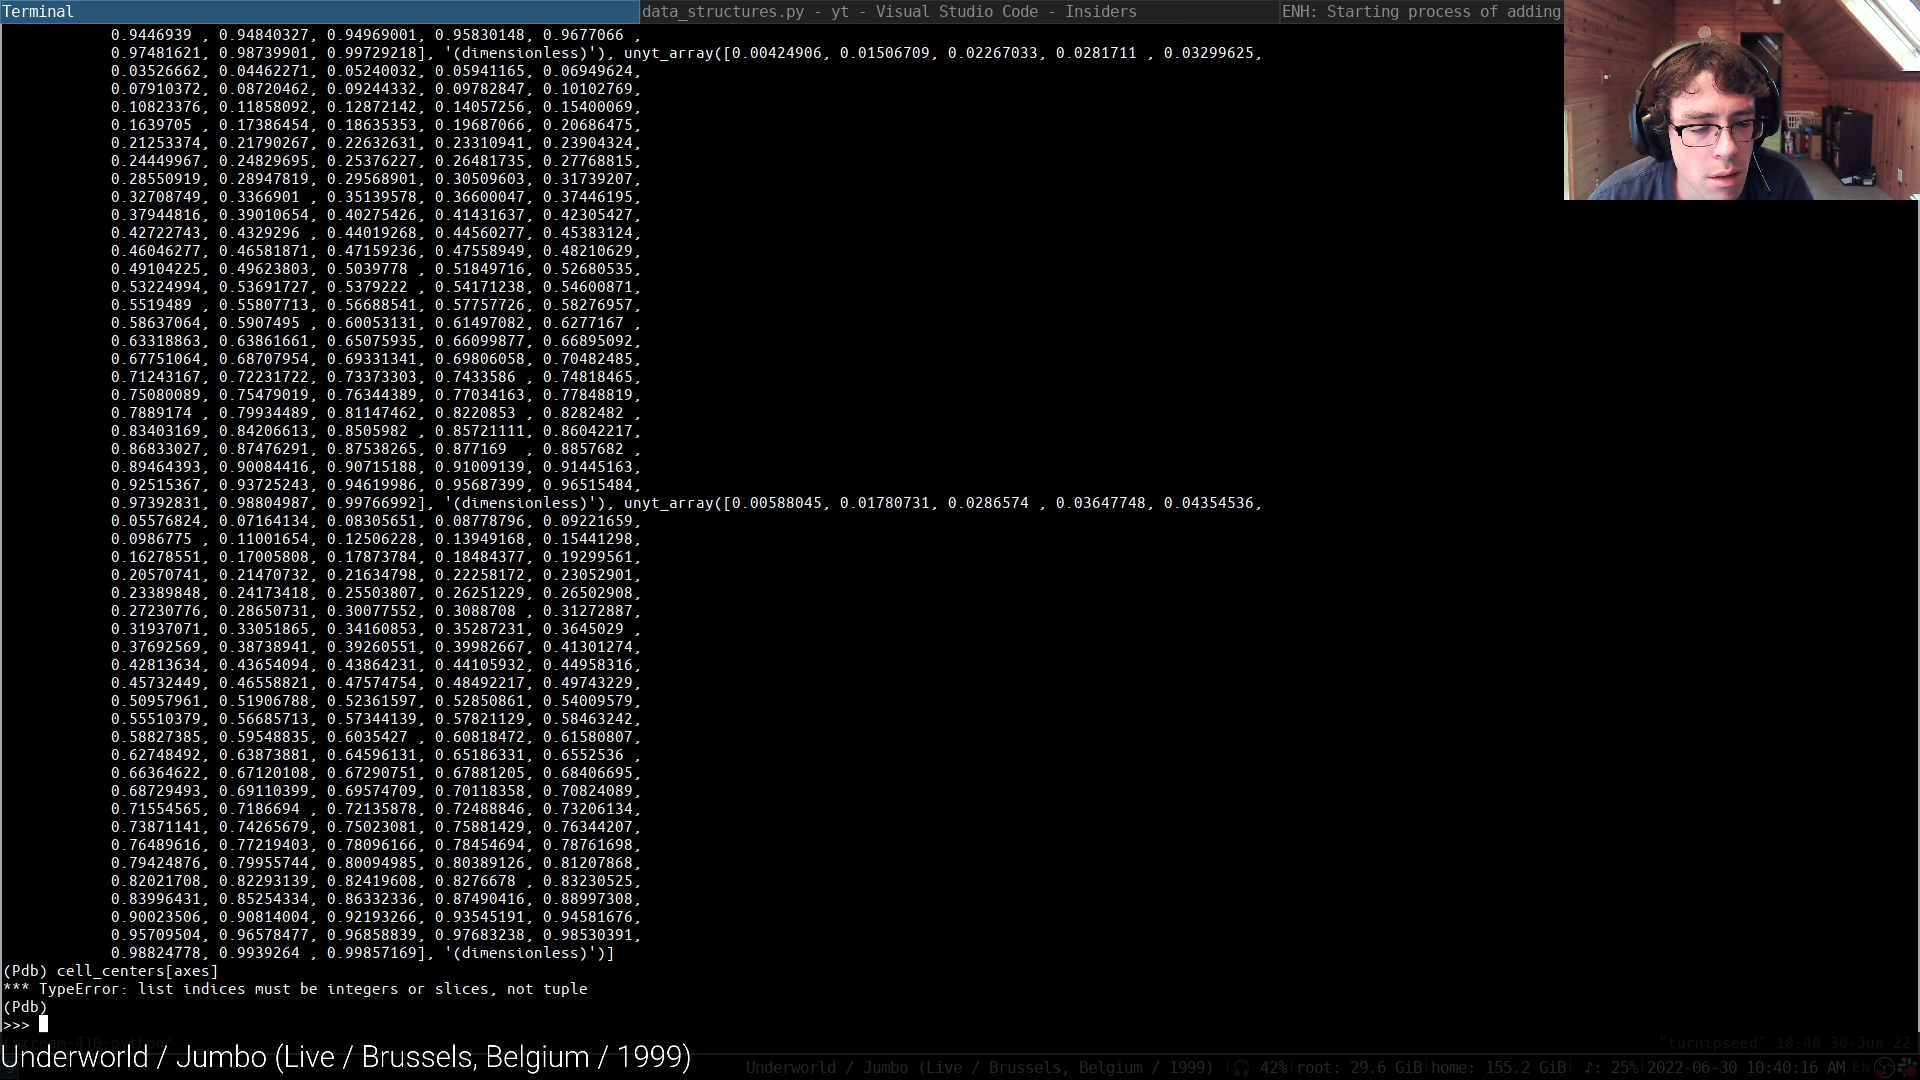 Terminal
data_structures.py - yt - Visual Studio Code - Insiders
ENH: Starting process of adding
0.9446939 , 0.94840327, 0.94969001, 0.95830148, 0.9677066 ,
0.97481621, 0.98739901, 0.99729218], '(dimensionless)'), unyt_array([0.00424906, 0.01506709, 0.02267033, 0.0281711 , 0.03299625,
0.03526662, 0.04462271, 0.05240032, 0.05941165, 0.06949624,
0.07910372, 0.08720462, 0.09244332, 0.09782847, 0.10102769,
0.10823376, 0.11858092, 0.12872142, 0.14057256, 0.15400069,
0.1639705 , 0.17386454, 0.18635353, 0.19687066, 0.20686475,
0.21253374, 0.21790267, 0.22632631, 0.23310941, 0.23904324,
0.24449967, 0.24829695, 0.25376227, 0.26481735, 0.27768815,
0.28550919, 0.28947819, 0.29568901, 0.30509603, 0.31739207,
0.32708749, 0.3366901 , 0.35139578, 0.36600047, 0.37446195,
0.37944816, 0.39010654, 0.40275426, 0.41431637, 0.42305427,
0.42722743, 0.4329296 , 0.44019268, 0.44560277, 0.45383124,
0.46046277, 0.46581871, 0.47159236, 0.47558949, 0.48210629,
0.49104225, 0.49623803, 0.5039778 , 0.51849716, 0.52680535,
0.53224994, 0.53691727, 0.5379222 , 0.54171238, 0.54600871,
0.5519489 , 0.55807713, 0.56688541, 0.57757726, 0.58276957,
0.58637064, 0.5907495 , 0.60053131, 0.61497082, 0.6277167 ,
0.63318863, 0.63861661, 0.65075935, 0.66099877, 0.66895092,
0.67751064, 0.68707954, 0.69331341, 0.69806058, 0.70482485,
0.71243167, 0.72231722, 0.73373303, 0.7433586 , 0.74818465,
0.75080089, 0.75479019, 0.76344389, 0.77034163, 0.77848819,
0.7889174 , 0.79934489, 0.81147462, 0.8220853 , 0.8282482 ,
0.83403169, 0.84206613, 0.8505982 , 0.85721111, 0.86042217,
0.86833027, 0.87476291, 0.87538265, 0.877169  , 0.8857682 ,
0.89464393, 0.90084416, 0.90715188, 0.91009139, 0.91445163,
0.92515367, 0.93725243, 0.94619986, 0.95687399, 0.96515484,
0.97392831, 0.98804987, 0.99766992], '(dimensionless)'), unyt_array([0.00588045, 0.01780731, 0.0286574 , 0.03647748, 0.04354536,
0.05576824, 0.07164134, 0.08305651, 0.08778796, 0.09221659,
0.0986775 , 0.11001654, 0.12506228, 0.13949168, 0.15441298,
0.16278551, 0.17005808, 0.17873784, 0.18484377, 0.19299561,
0.20570741, 0.21470732, 0.21634798, 0.22258172, 0.23052901,
0.23389848, 0.24173418, 0.25503807, 0.26251229, 0.26502908,
0.27230776, 0.28650731, 0.30077552, 0.3088708 , 0.31272887,
0.31937071, 0.33051865, 0.34160853, 0.35287231, 0.3645029 ,
0.37692569, 0.38738941, 0.39260551, 0.39982667, 0.41301274,
0.42813634, 0.43654094, 0.43864231, 0.44105932, 0.44958316,
0.45732449, 0.46558821, 0.47574754, 0.48492217, 0.49743229,
0.50957961, 0.51906788, 0.52361597, 0.52850861, 0.54009579,
0.55510379, 0.56685713, 0.57344139, 0.57821129, 0.58463242,
0.58827385, 0.59548835, 0.6035427 , 0.60818472, 0.61580807,
0.62748492, 0.63873881, 0.64596131, 0.65186331, 0.6552536 ,
0.66364622, 0.67120108, 0.67290751, 0.67881205, 0.68406695,
0.68729493, 0.69110399, 0.69574709, 0.70118358, 0.70824089,
0.71554565, 0.7186694 , 0.72135878, 0.72488846, 0.73206134,
0.73871141, 0.74265679, 0.75023081, 0.75881429, 0.76344207,
0.76489616, 0.77219403, 0.78096166, 0.78454694, 0.78761698,
0.79424876, 0.79955744, 0.80094985, 0.80389126, 0.81207868,
0.82021708, 0.82293139, 0.82419608, 0.8276678 , 0.83230525,
0.83996431, 0.85254334, 0.86332336, 0.87490416, 0.88997308,
0.90023506, 0.90814004, 0.92193266, 0.93545191, 0.94581676,
0.95709504, 0.96578477, 0.96858839, 0.97683238, 0.98530391,
0.98824778, 0.9939264 , 0.99857169], '(dimensionless)')]
(Pdb) cell_centers[axes]
*** TypeError: list indices must be integers or slices, not tuple
(Pdb)
>>>
"turnipseed" 10:40 30-Jun-22
Underworld / Jumbo (Live / Brussels, Belgium / 1999)
Underworld / Jumbo (Live / Brussels, Belgium / 1999) 42% root: 29.6 GiB home: 155.2 GiB ♪: 25% 2022-06-30 10:40:16 AM EN